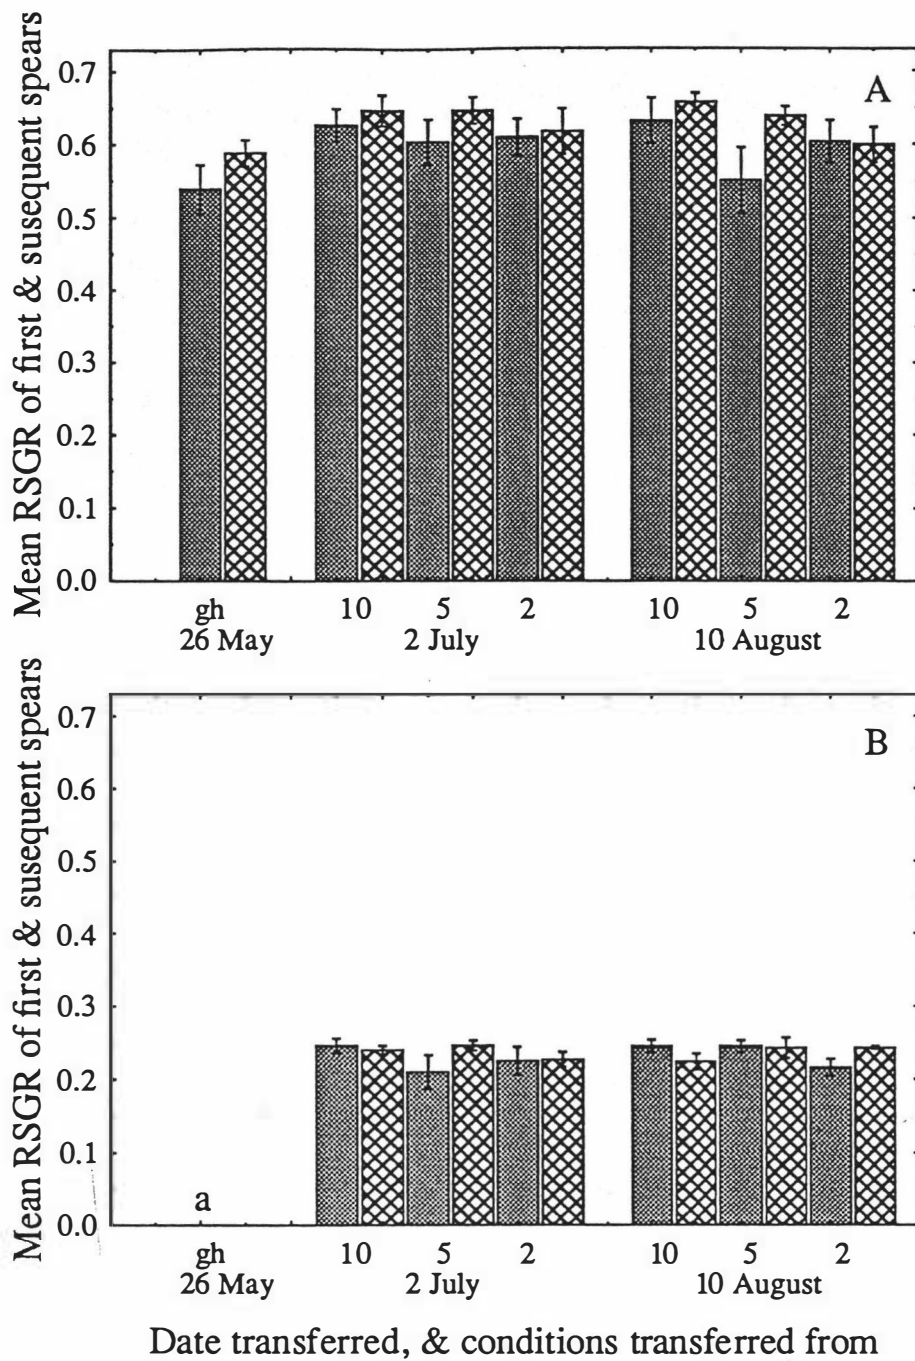 Mean RSGR of first & susequent spears
A
0.7
0.6
0.5
0.4
0.3
0.2
0.1
0.0
gh 10 5 2 10 5 2
26 May 2 July 10 August
Mean RSGR of first & susequent spears
B
0.7
0.6
0.5
0.4
0.3
0.2
0.1
0.0
a
gh 10 5 2 10 5 2
26 May 2 July 10 August
Date transferred, & conditions transferred from